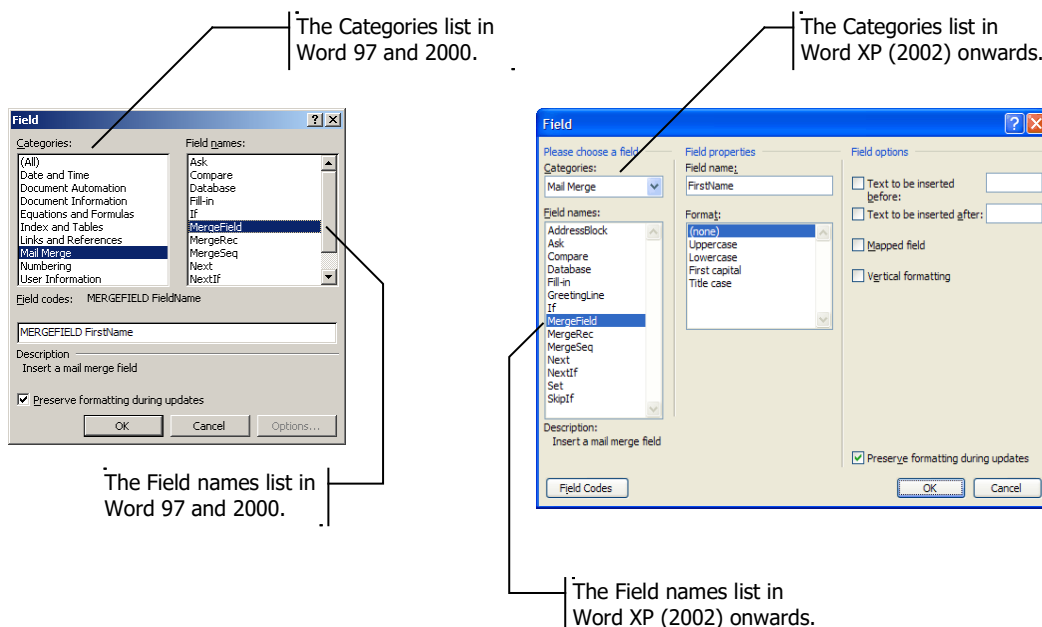 The Categories list in
Word 97 and 2000.
The Categories list in
Word XP (2002) onwards.
Field
Categories:
Field names:
(All)
Date and Time
Document Automation
Document Information
Equations and Formulas
Index and Tables
Links and References
Mail Merge
Numbering
User Information
Ask
Compare
Database
Fill-in
If
MergeField
MergeRec
MergeSeq
Next
NextIf
Field codes: MERGEFIELD FieldName
MERGEFIELD FirstName
Description
Insert a mail merge field
Preserve formatting during updates
OK Cancel Options...
The Field names list in
Word 97 and 2000.
Field
Please choose a field
Categories:
Mail Merge
Field names:
AddressBlock
Ask
Compare
Database
Fill-in
GreetingLine
If
MergeField
MergeRec
MergeSeq
Next
NextIf
Set
SkipIf
Description:
Insert a mail merge field
Field Codes
Field properties
Field name:
FirstName
Format:
(none)
Uppercase
Lowercase
First capital
Title case
Field options
Text to be inserted
before:
Text to be inserted after:
Mapped field
Vertical formatting
Preserve formatting during updates
OK Cancel
The Field names list in
Word XP (2002) onwards.